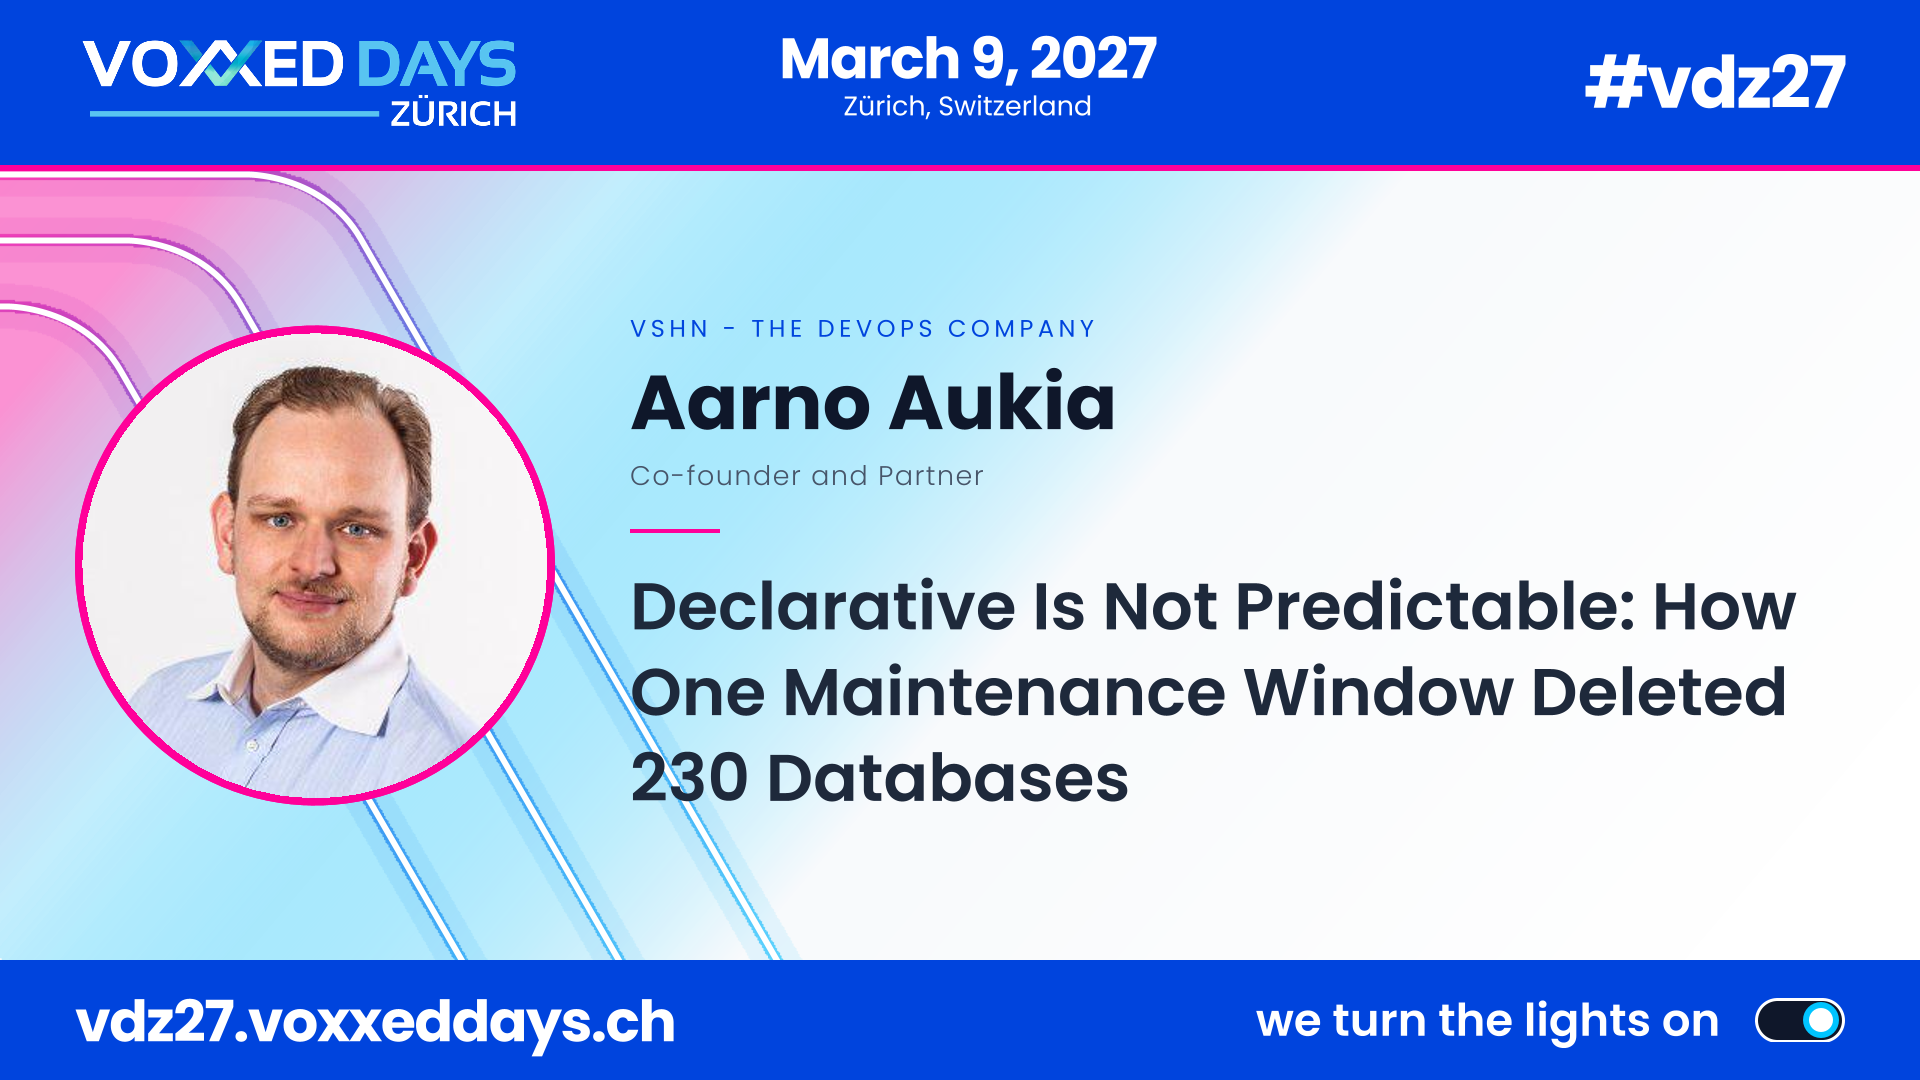 VOXXED DAYS
ZÜRICH
March 9, 2027
Zürich, Switzerland
#vdz27
VSHN - THE DEVOPS COMPANY
Aarno Aukia
Co-founder and Partner
Declarative Is Not Predictable: How
One Maintenance Window Deleted
230 Databases
vdz27.voxxeddays.ch
we turn the lights on